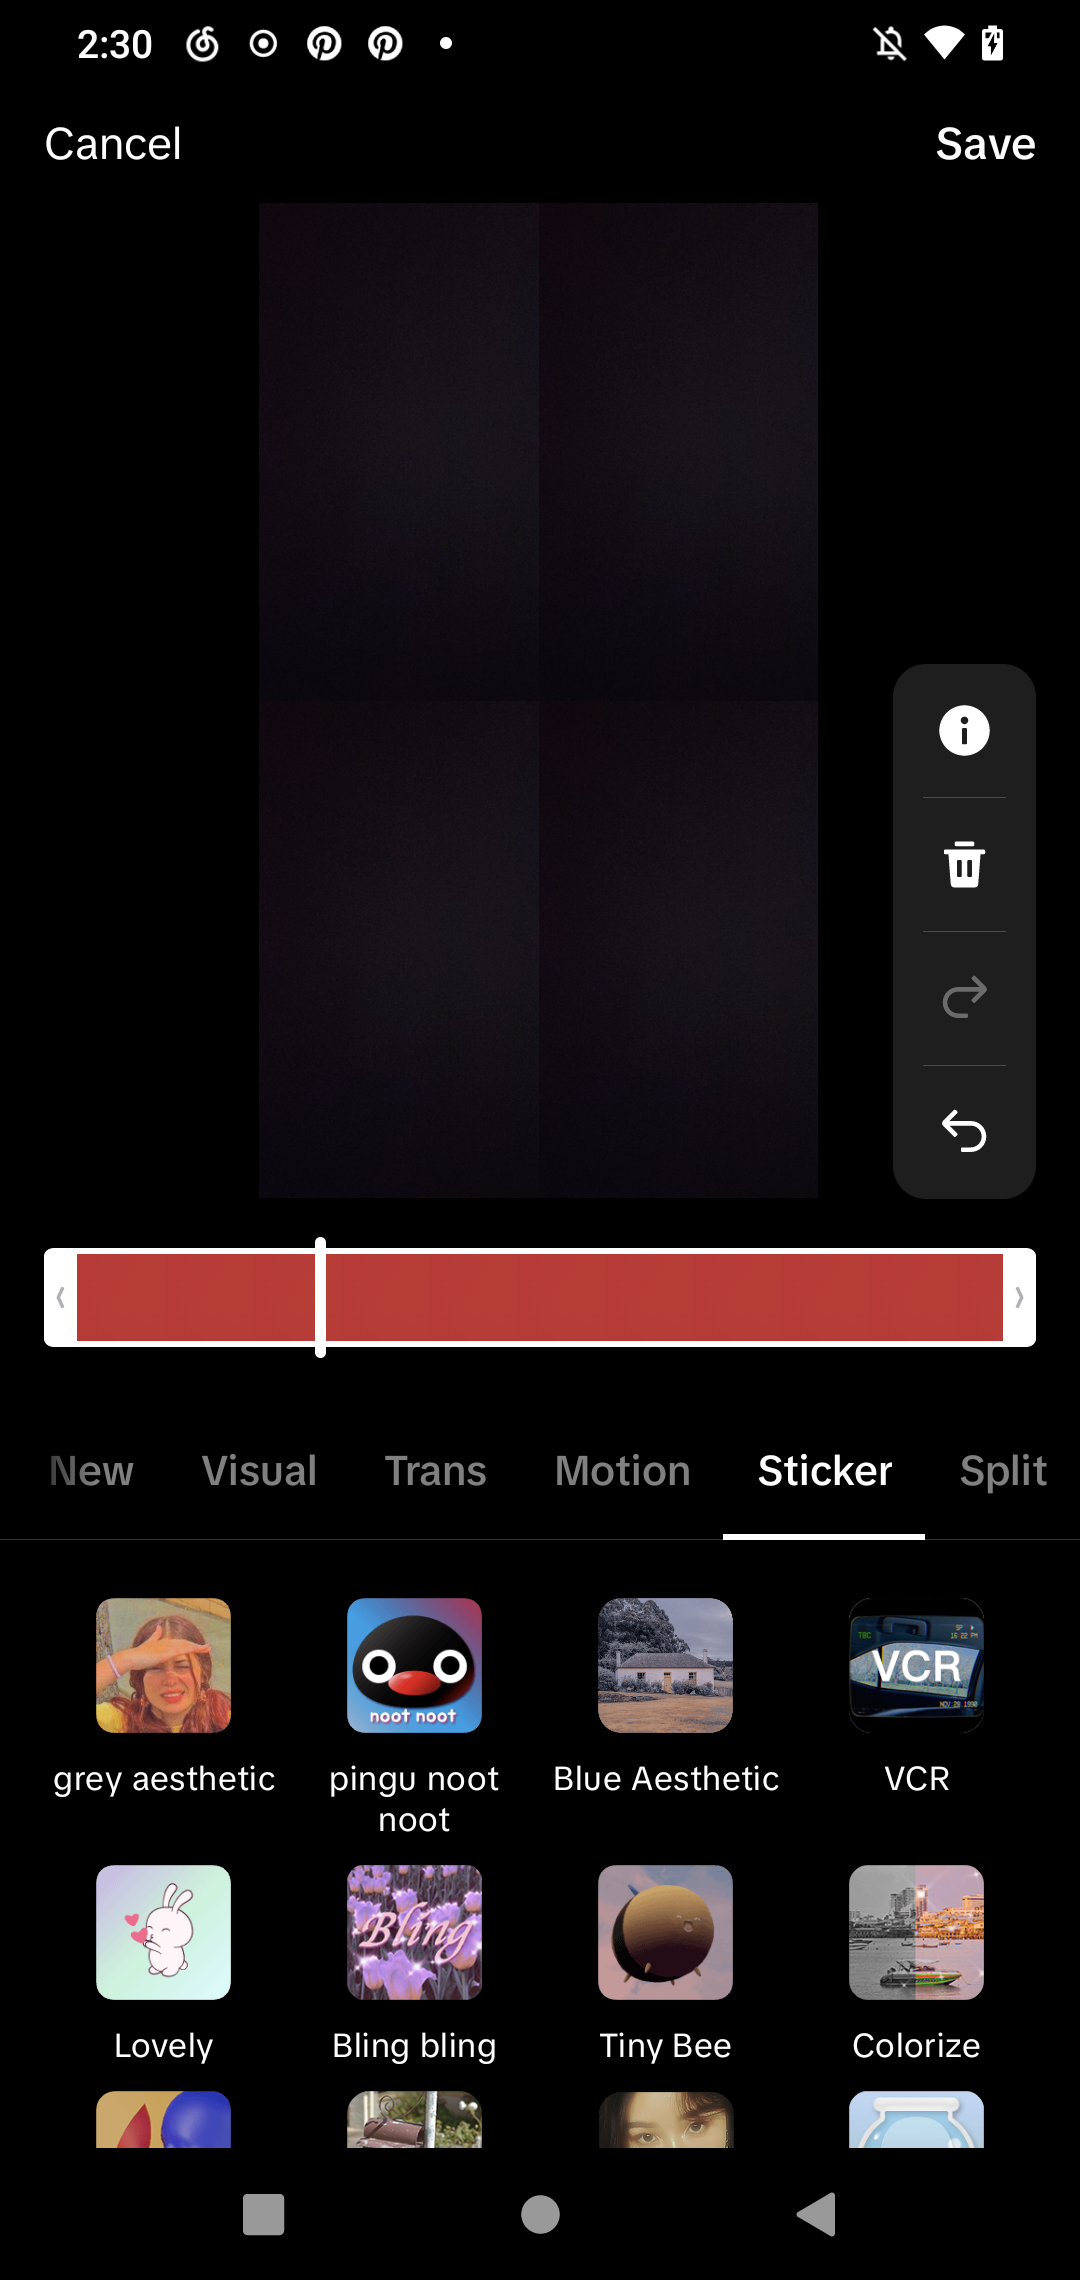 2:30
Cancel
Save
New
Visual
Trans
Motion
Sticker
Split
noot noot
TBC
VCR
grey aesthetic
pingu noot
noot
Blue Aesthetic
VCR
Bling
Lovely
Bling bling
Tiny Bee
Colorize